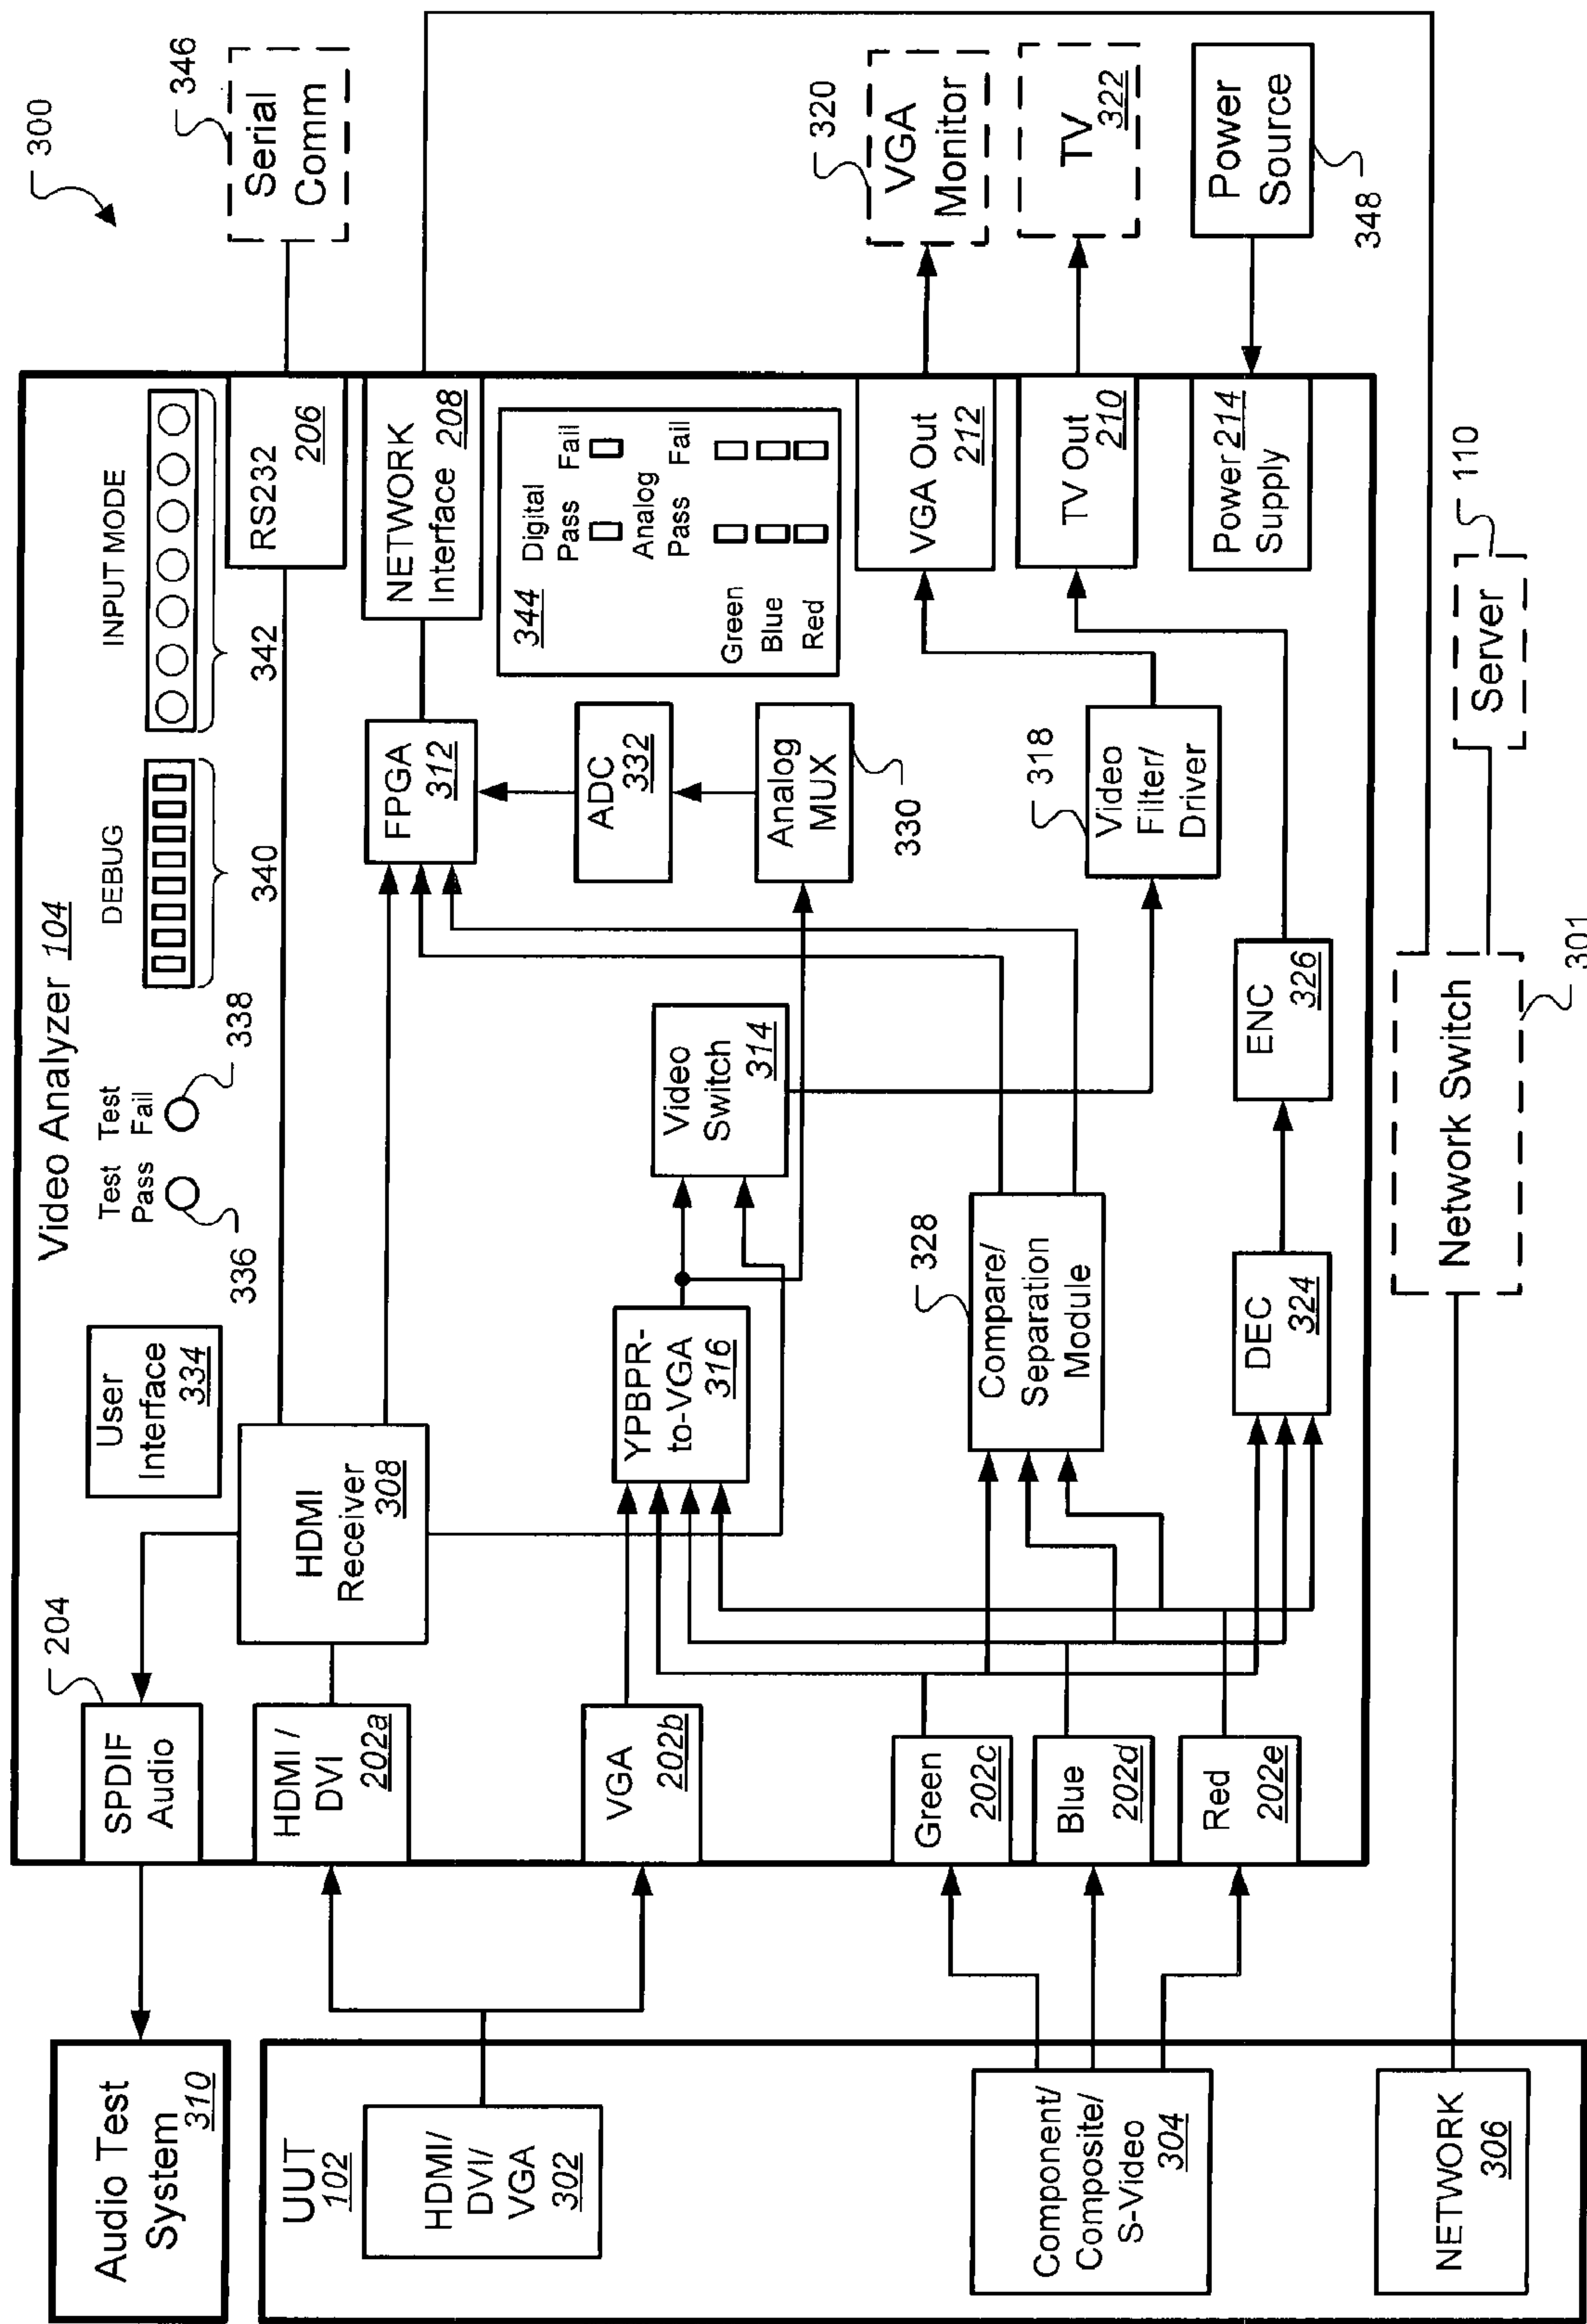 300
Audio Test
System
310
UUT
102
HDMI/
DVI/
VGA
302
Component/
Composite/
S-Video
304
NETWORK
306
Video Analyzer 104
204
SPDIF
Audio
HDMI /
DVI
202a
VGA
202b
Green
202c
Blue
202d
Red
202e
User
Interface
334
HDMI
Receiver
308
336
Test
Pass
Test
Fail
338
DEBUG
340
INPUT MODE
342
YPBPR-
to-VGA
316
Video
Switch
314
328
Compare/
Separation
Module
DEC
324
ENC
326
FPGA
312
ADC
332
Analog
MUX
330
318
Video
Filter/
Driver
RS232
206
NETWORK
Interface 208
344
Digital
Pass Fail
Analog
Pass Fail
Green
Blue
Red
VGA Out
212
TV Out
210
Power 214
Supply
346
Serial
Comm
320
VGA
Monitor
TV
322
Power
Source
348
Network Switch
301
Server
110